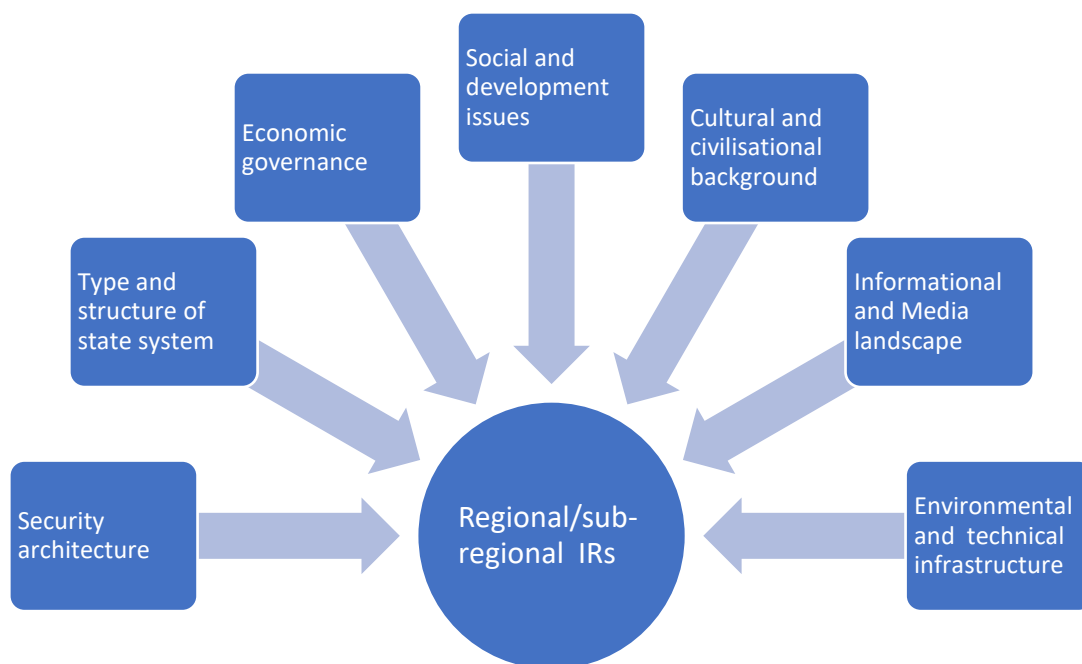 Social and
development
issues
Economic
governance
Cultural and
civilisational
background
Type and
structure of
state system
Informational
and Media
landscape
Security
architecture
Regional/sub-
regional IRs
Environmental
and technical
infrastructure